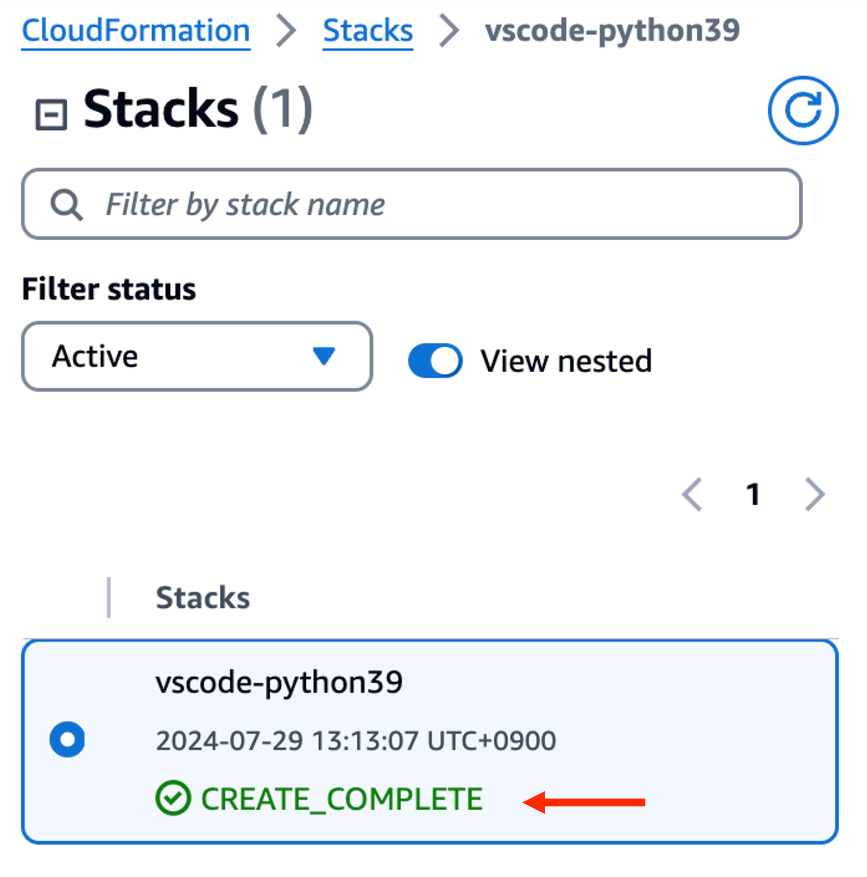 CloudFormation > Stacks > vscode-python39
Stacks (1)
Filter by stack name
Filter status
Active View nested
1
Stacks
vscode-python39
2024-07-29 13:13:07 UTC+0900
CREATE_COMPLETE